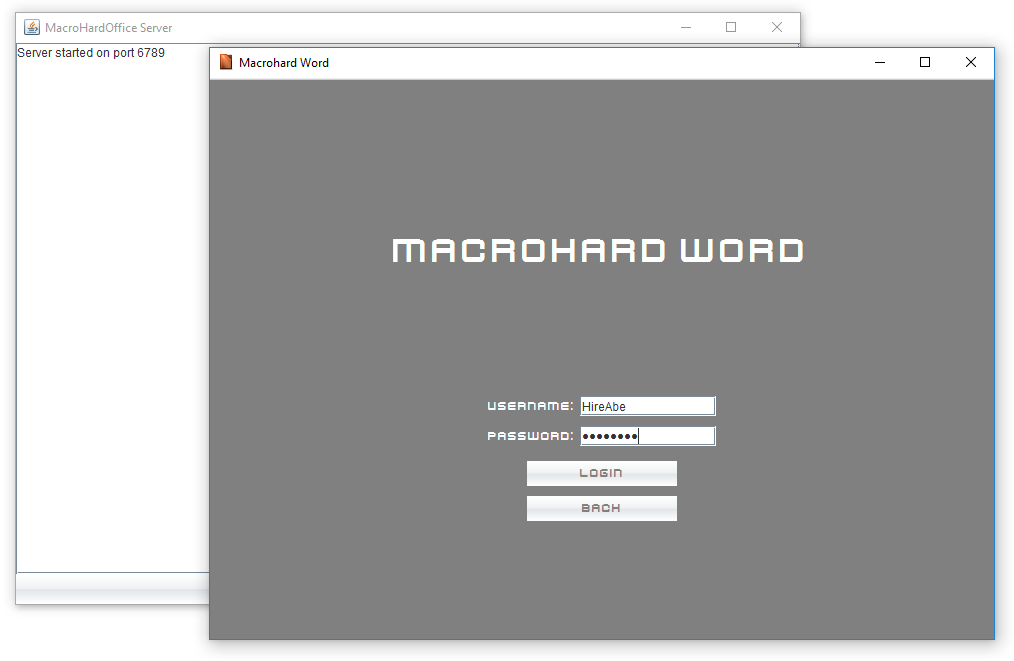 MacroHardOffice Server
Server started on port 6789
Macrohard Word
MACROHARD WORD
USERNAME: HireAbe
PASSWORD: ••••••••
LOGIN
BACK